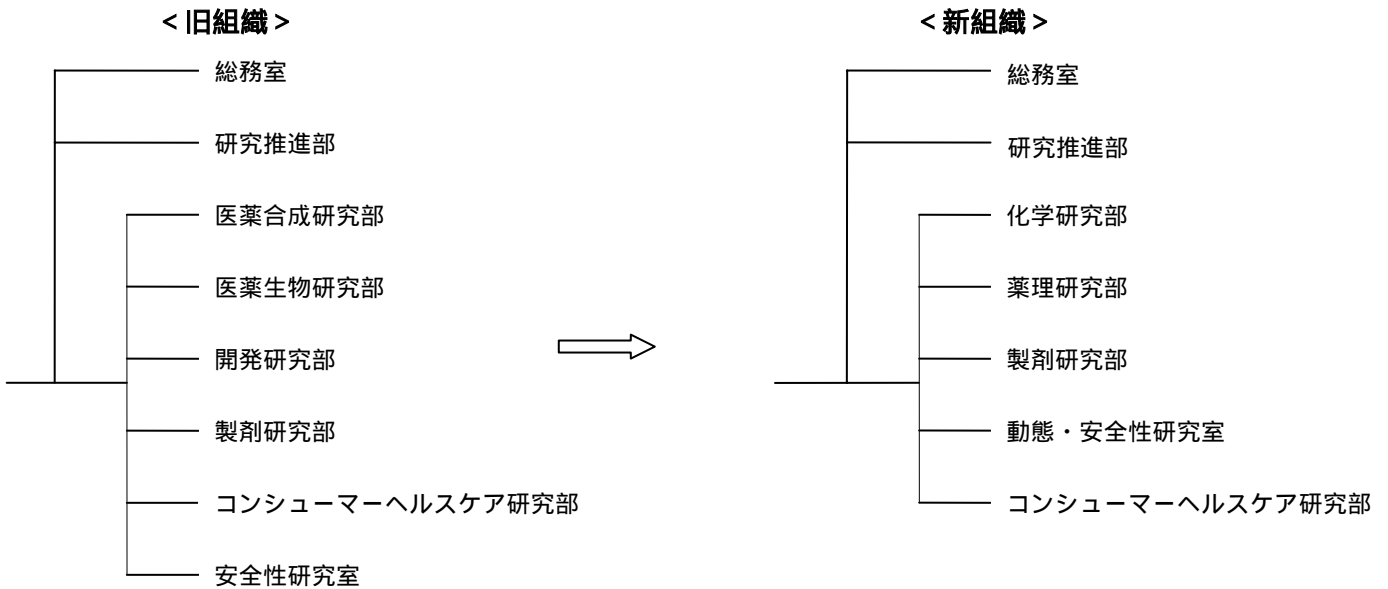 <旧組織>
総務室
研究推進部
医薬合成研究部
医薬生物研究部
開発研究部
製剤研究部
コンシューマーヘルスケア研究部
安全性研究室
<新組織>
総務室
研究推進部
化学研究部
薬理研究部
製剤研究部
動態・安全性研究室
コンシューマーヘルスケア研究部